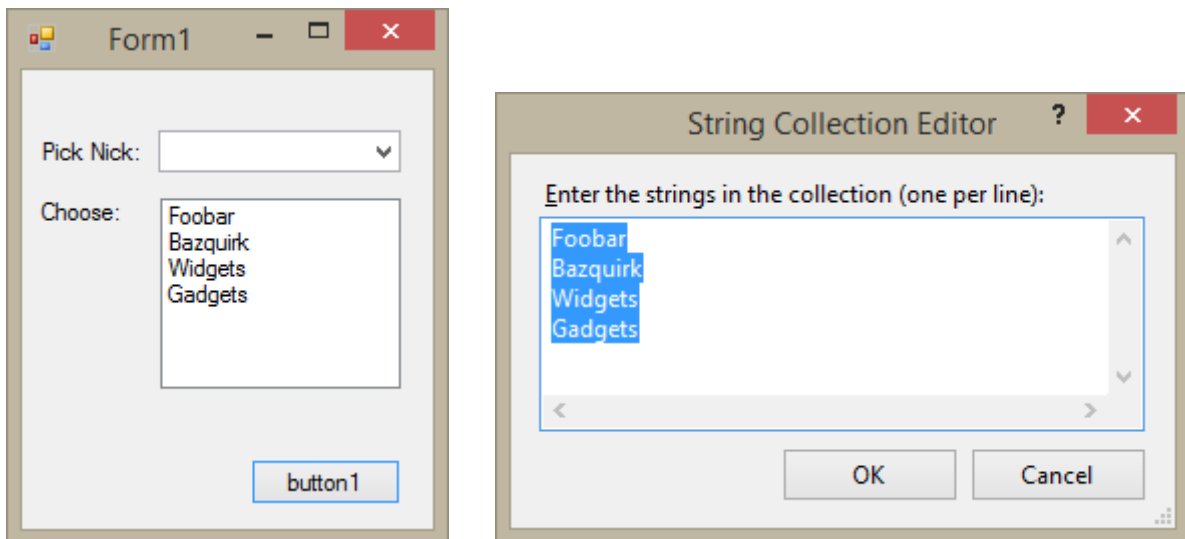 Form1
Pick Nick:
Choose:
Foobar
Bazquirk
Widgets
Gadgets
button1
String Collection Editor
?
Enter the strings in the collection (one per line):
Foobar
Bazquirk
Widgets
Gadgets
OK
Cancel